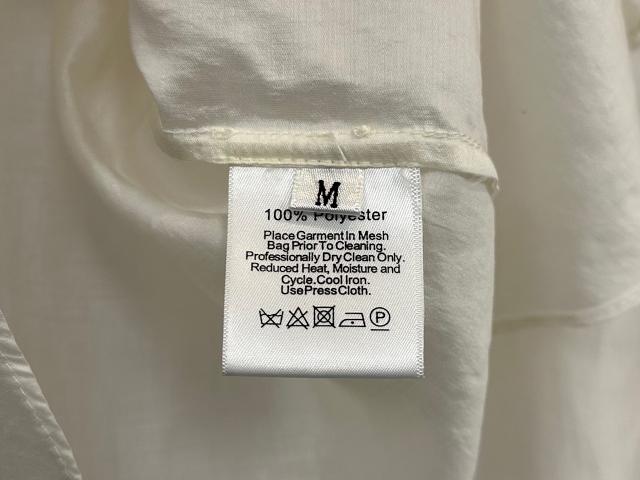 M
100% Polyester
Place Garment In Mesh
Bag Prior To Cleaning.
Professionally Dry Clean Only.
Reduced Heat, Moisture and
Cycle. Cool Iron.
Use Press Cloth.
P